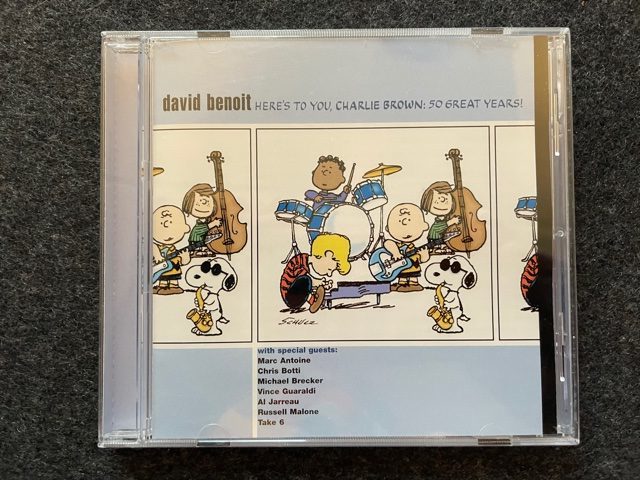 david benoit HERE'S TO YOU, CHARLIE BROWN: 50 GREAT YEARS!
SCHULZ
with special guests:
Marc Antoine
Chris Botti
Michael Brecker
Vince Guaraldi
Al Jarreau
Russell Malone
Take 6